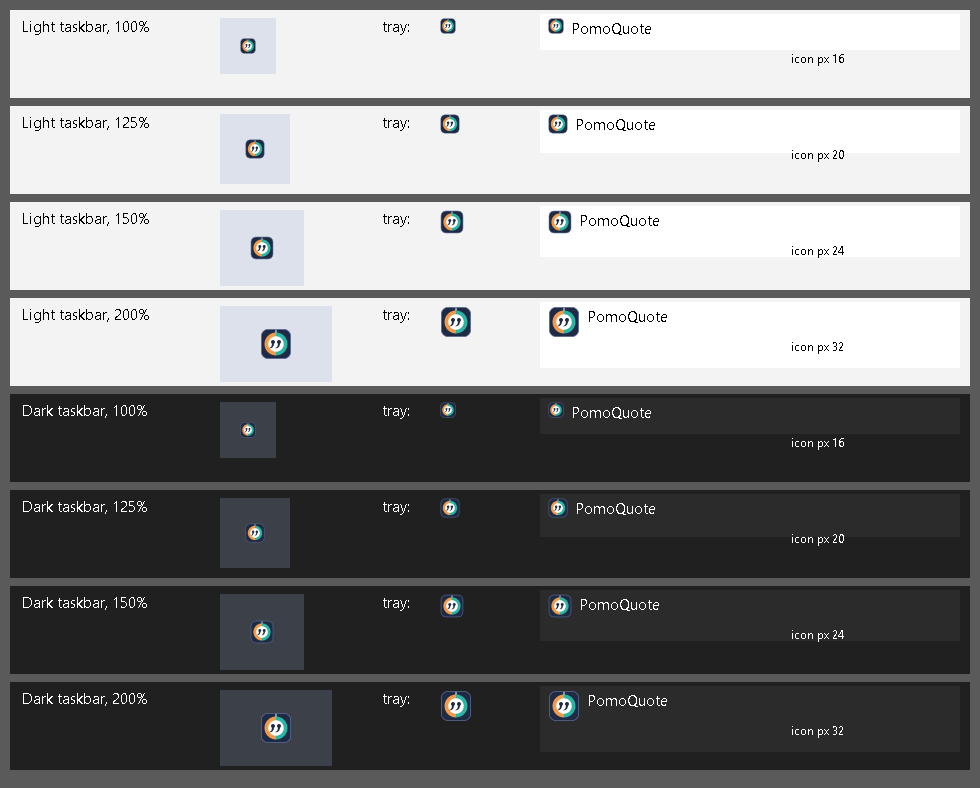 Light taskbar, 100% tray: PomoQuote
icon px 16
Light taskbar, 125% tray: PomoQuote
icon px 20
Light taskbar, 150% tray: PomoQuote
icon px 24
Light taskbar, 200% tray: PomoQuote
icon px 32
Dark taskbar, 100% tray: PomoQuote
icon px 16
Dark taskbar, 125% tray: PomoQuote
icon px 20
Dark taskbar, 150% tray: PomoQuote
icon px 24
Dark taskbar, 200% tray: PomoQuote
icon px 32